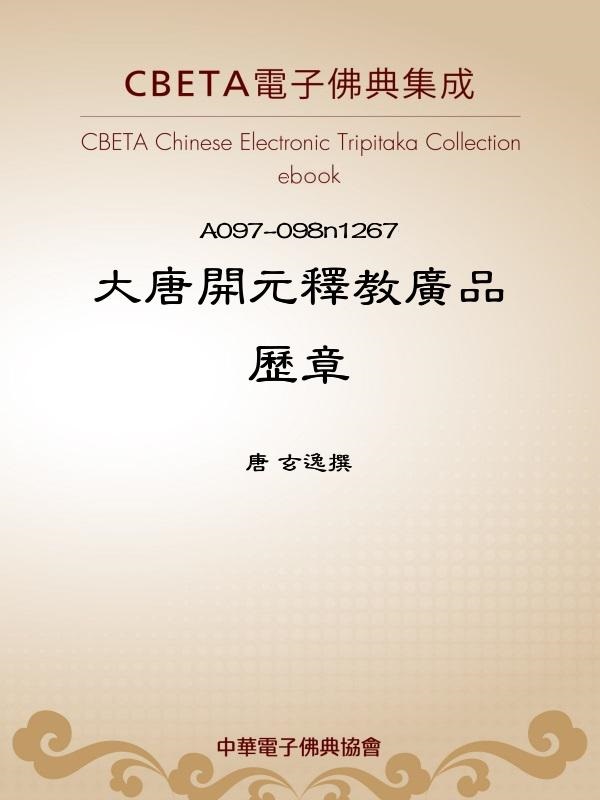 CBETA電子佛典集成
CBETA Chinese Electronic Tripitaka Collection
ebook
A097-098n1267
大唐開元釋教廣品
歷章
唐 玄逸撰
中華電子佛典協會